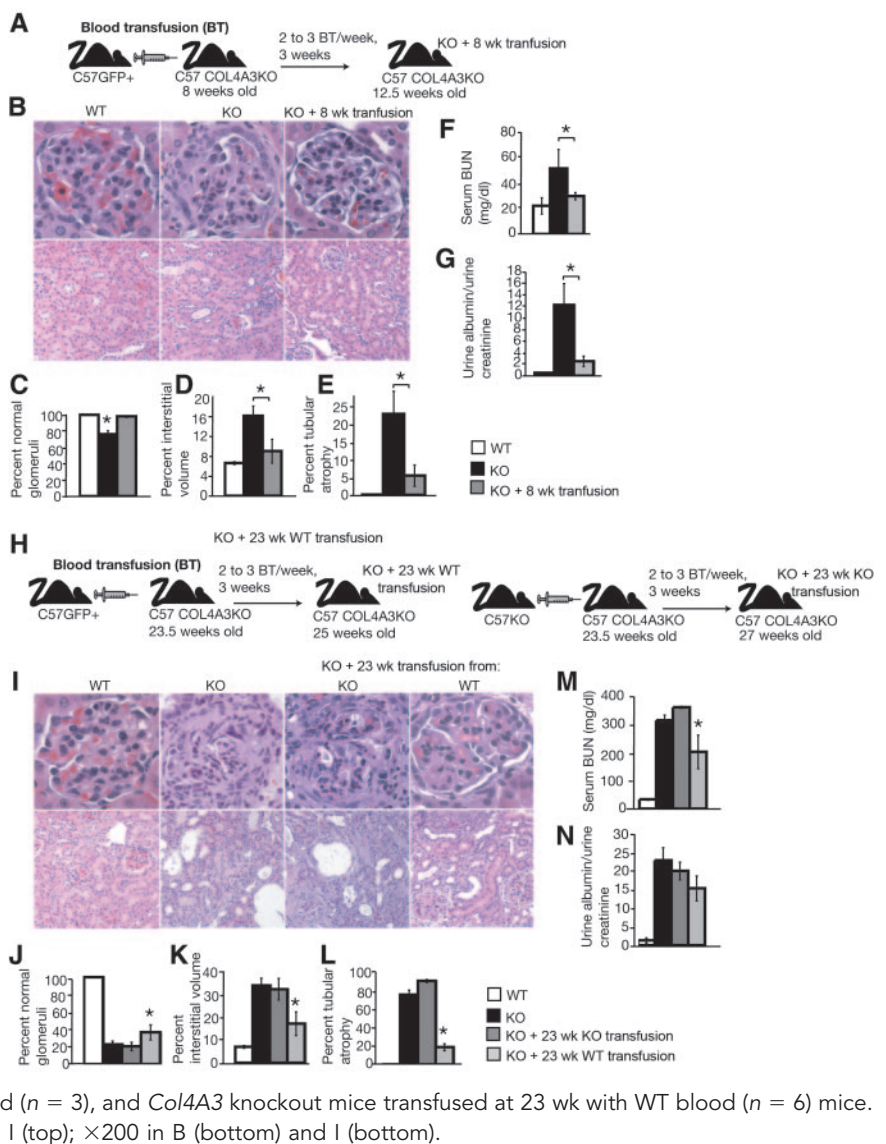 A
Blood transfusion (BT)
2 to 3 BT/week,
3 weeks
KO + 8 wk tranfusion
C57GFP+
C57 COL4A3KO
8 weeks old
C57 COL4A3KO
12.5 weeks old
B
WT
KO
KO + 8 wk tranfusion
F
Serum BUN
(mg/dl)
80
60
40
20
0
*
G
Urine albumin/urine
creatinine
18
16
14
12
10
8
6
4
2
0
*
C
Percent normal
glomeruli
100
80
60
40
20
0
*
D
Percent interstitial
volume
20
16
12
8
4
0
*
E
Percent tubular
atrophy
25
20
15
10
5
0
*
WT
KO
KO + 8 wk tranfusion
H
KO + 23 wk WT transfusion
Blood transfusion (BT)
2 to 3 BT/week,
3 weeks
KO + 23 wk WT
transfusion
C57GFP+
C57 COL4A3KO
23.5 weeks old
C57 COL4A3KO
25 weeks old
2 to 3 BT/week,
3 weeks
KO + 23 wk KO
transfusion
C57KO
C57 COL4A3KO
23.5 weeks old
C57 COL4A3KO
27 weeks old
I
KO + 23 wk transfusion from:
WT
KO
KO
WT
M
Serum BUN (mg/dl)
400
300
200
100
0
*
N
Urine albumin/urine
creatinine
30
25
20
15
10
5
0
J
Percent normal
glomeruli
100
80
60
40
20
0
*
K
Percent
interstitial volume
40
30
20
10
0
*
L
Percent tubular
atrophy
100
80
60
40
20
0
*
WT
KO
KO + 23 wk KO transfusion
KO + 23 wk WT transfusion
d (n = 3), and Col4A3 knockout mice transfused at 23 wk with WT blood (n = 6) mice.
I (top); ×200 in B (bottom) and I (bottom).